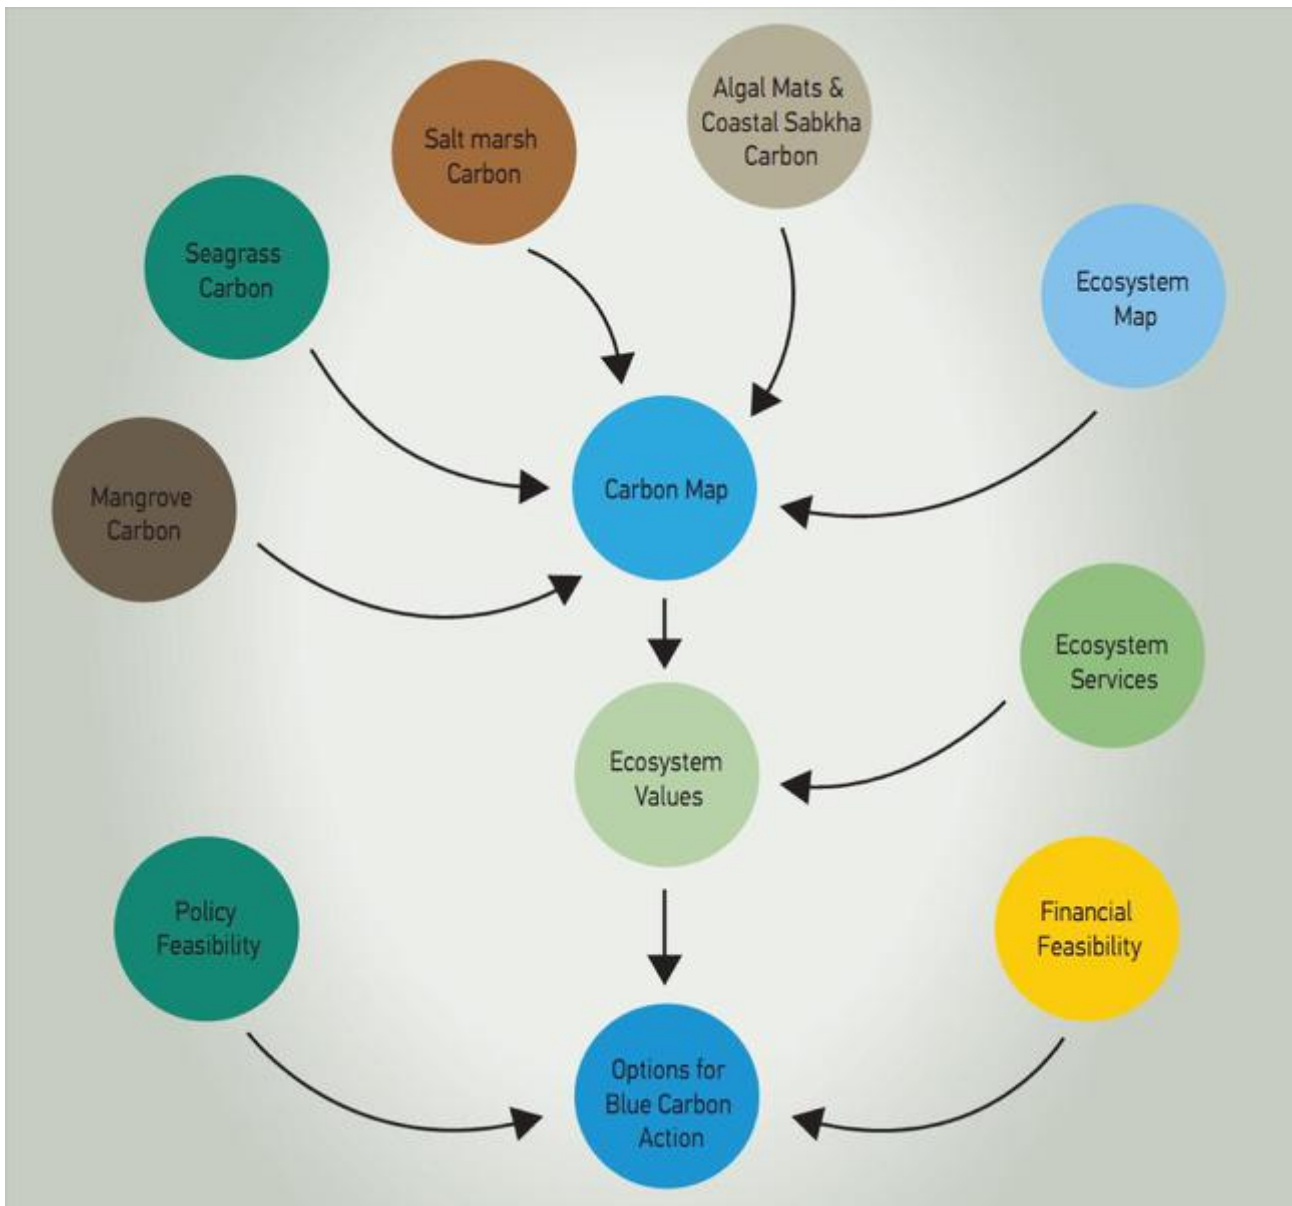 Algal Mats &
Coastal Sabkha
Carbon
Salt marsh
Carbon
Seagrass
Carbon
Ecosystem
Map
Mangrove
Carbon
Carbon Map
Ecosystem
Services
Ecosystem
Values
Policy
Feasibility
Financial
Feasibility
Options for
Blue Carbon
Action